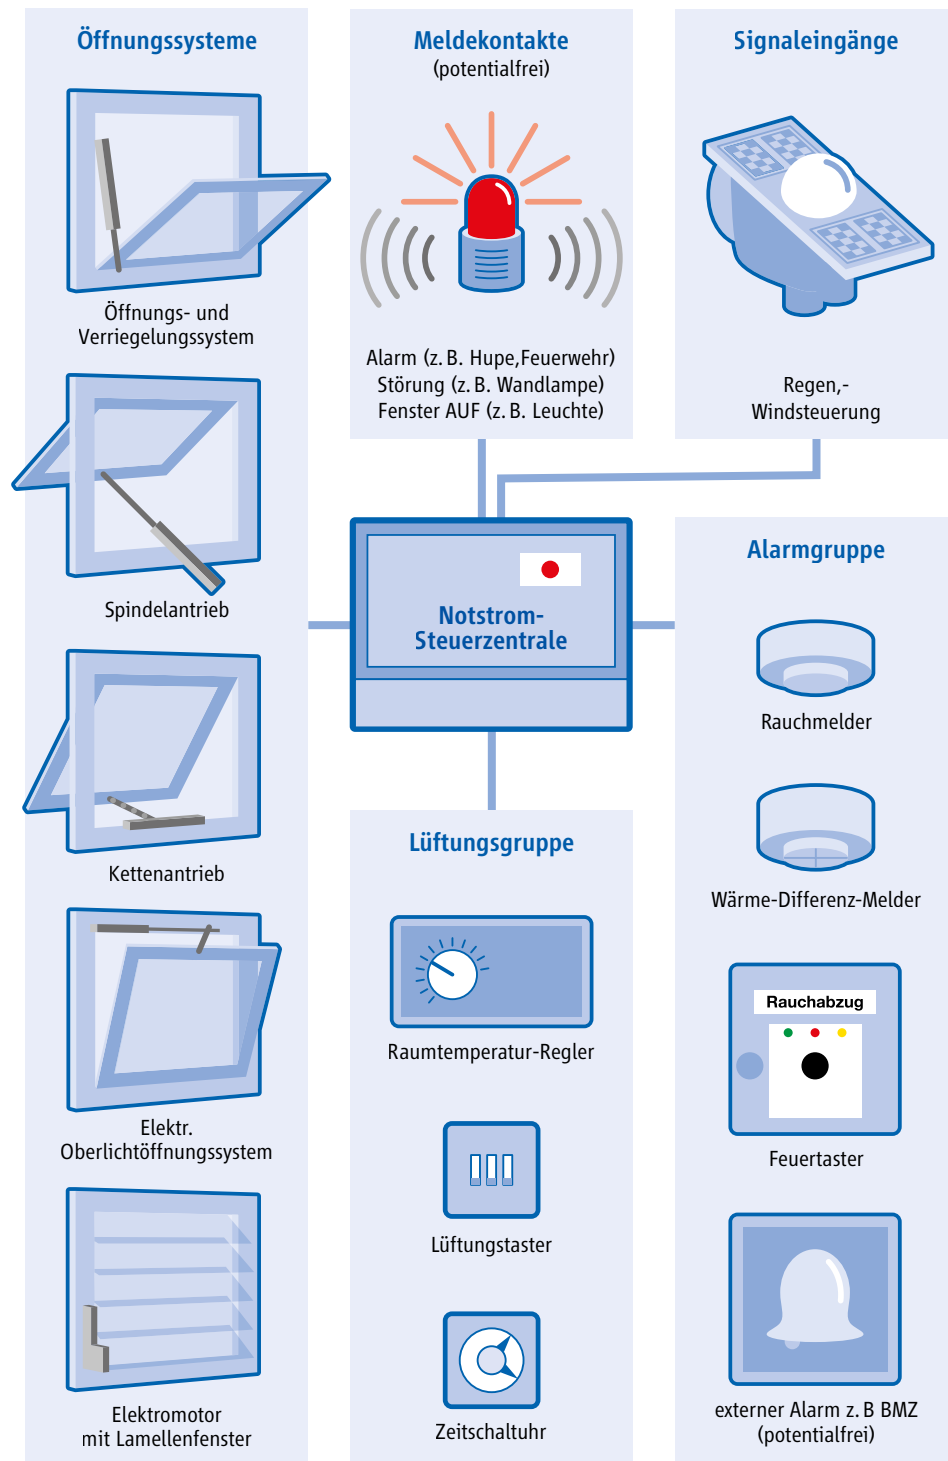 Öffnungssysteme
Öffnungs- und
Verriegelungssystem
Spindelantrieb
Kettenantrieb
Elektr.
Oberlichtöffnungssystem
Elektromotor
mit Lamellenfenster
Meldekontakte
(potentialfrei)
Alarm (z. B. Hupe,Feuerwehr)
Störung (z. B. Wandlampe)
Fenster AUF (z. B. Leuchte)
Signaleingänge
Regen,-
Windsteuerung
Notstrom-
Steuerzentrale
Lüftungsgruppe
Raumtemperatur-Regler
Lüftungstaster
Zeitschaltuhr
Alarmgruppe
Rauchmelder
Wärme-Differenz-Melder
Rauchabzug
Feuertaster
externer Alarm z. B BMZ
(potentialfrei)